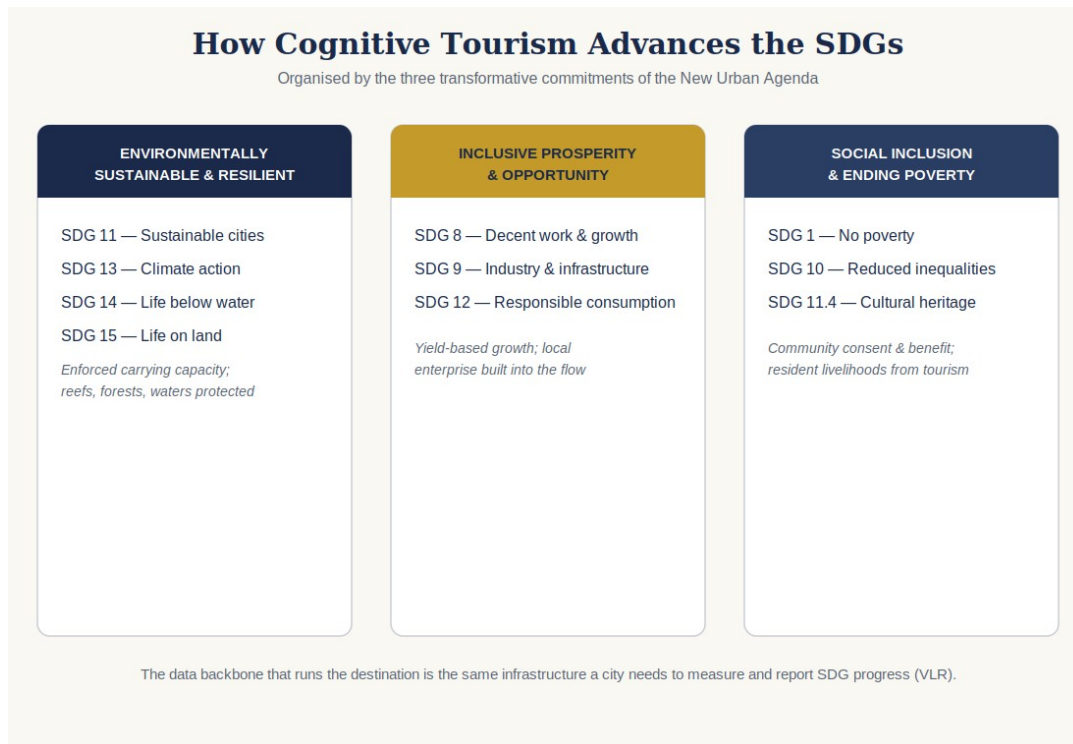 How Cognitive Tourism Advances the SDGs
Organised by the three transformative commitments of the New Urban Agenda
ENVIRONMENTALLY
SUSTAINABLE & RESILIENT
SDG 11 — Sustainable cities
SDG 13 — Climate action
SDG 14 — Life below water
SDG 15 — Life on land
Enforced carrying capacity;
reefs, forests, waters protected
INCLUSIVE PROSPERITY
& OPPORTUNITY
SDG 8 — Decent work & growth
SDG 9 — Industry & infrastructure
SDG 12 — Responsible consumption
Yield-based growth; local
enterprise built into the flow
SOCIAL INCLUSION
& ENDING POVERTY
SDG 1 — No poverty
SDG 10 — Reduced inequalities
SDG 11.4 — Cultural heritage
Community consent & benefit;
resident livelihoods from tourism
The data backbone that runs the destination is the same infrastructure a city needs to measure and report SDG progress (VLR).